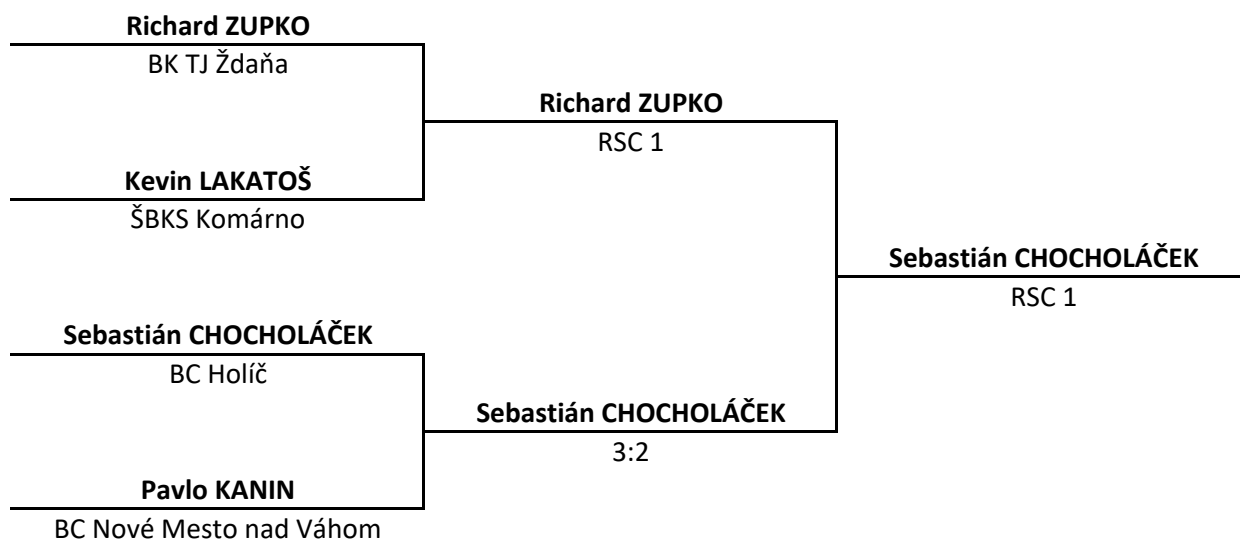 Richard ZUPKO
BK TJ Ždaňa
Richard ZUPKO
RSC 1
Kevin LAKATOŠ
ŠBKS Komárno
Sebastián CHOCHOLÁČEK
RSC 1
Sebastián CHOCHOLÁČEK
BC Holíč
Sebastián CHOCHOLÁČEK
3:2
Pavlo KANIN
BC Nové Mesto nad Váhom